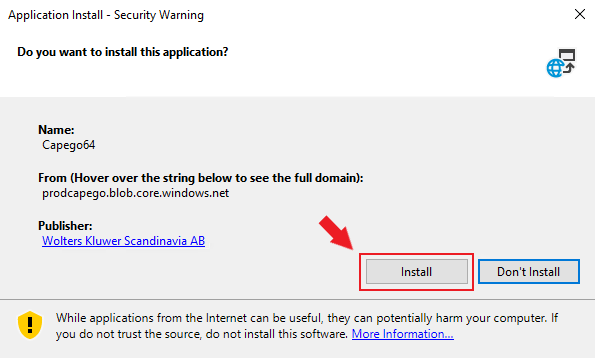 Application Install - Security Warning
Do you want to install this application?
Name:
Capego64
From (Hover over the string below to see the full domain):
prodcapego.blob.core.windows.net
Publisher:
Wolters Kluwer Scandinavia AB
Install
Don't Install
While applications from the Internet can be useful, they can potentially harm your computer. If
you do not trust the source, do not install this software. More Information...